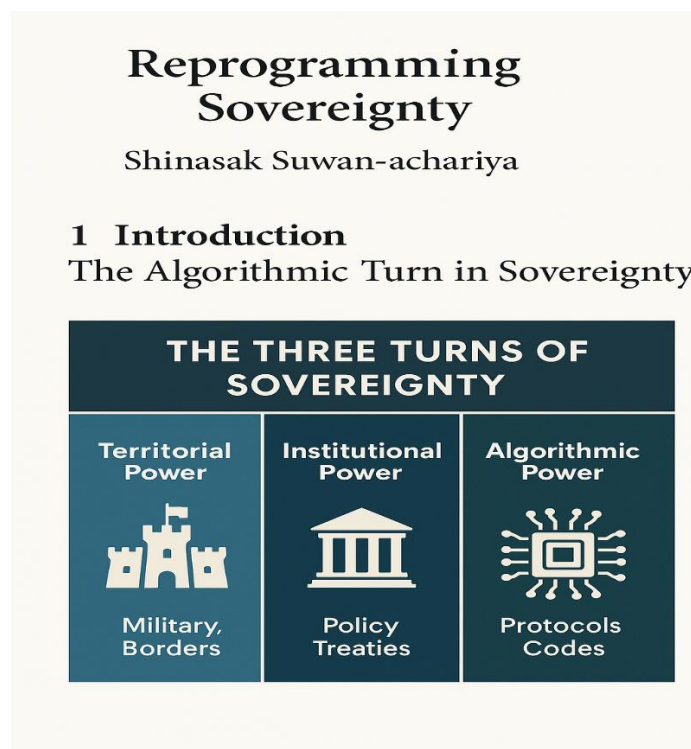 Reprogramming
Sovereignty
Shinasak Suwan-achariya
1 Introduction
The Algorithmic Turn in Sovereignty
THE THREE TURNS OF
SOVEREIGNTY
Territorial
Power
Military,
Borders
Institutional
Power
Policy
Treaties
Algorithmic
Power
Protocols
Codes